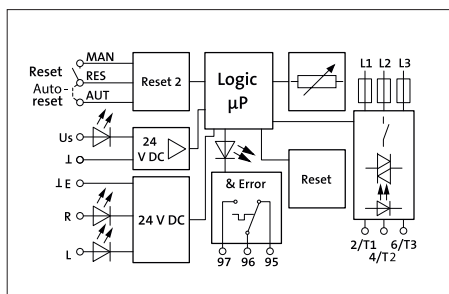 MAN
Reset
RES
Auto-
reset
AUT
Reset 2
Logic
µP
L1 L2 L3
Us
⊥
24
V DC
⊥E
R
L
24 V DC
& Error
97 96 95
Reset
2/T1 6/T3
4/T2